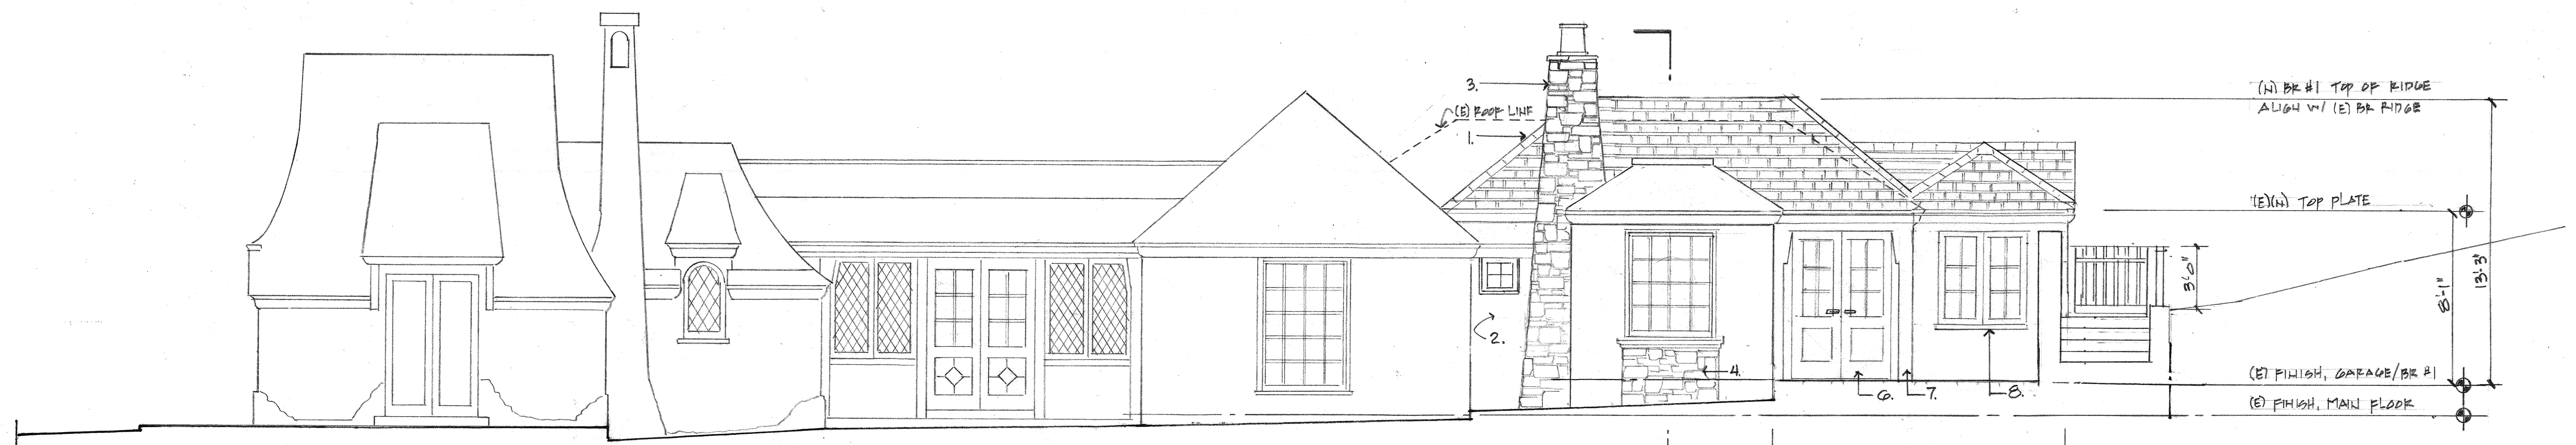 3.
(E) ROOF LINE
1.
2.
4.
6.
7.
8.
(N) BR #1 TOP OF RIDGE
ALIGN W/ (E) BR RIDGE
(E)(N) TOP PLATE
3'-0"
8'-1"
13'-3"
(E) FINISH, GARAGE/BR #1
(E) FINISH, MAIN FLOOR